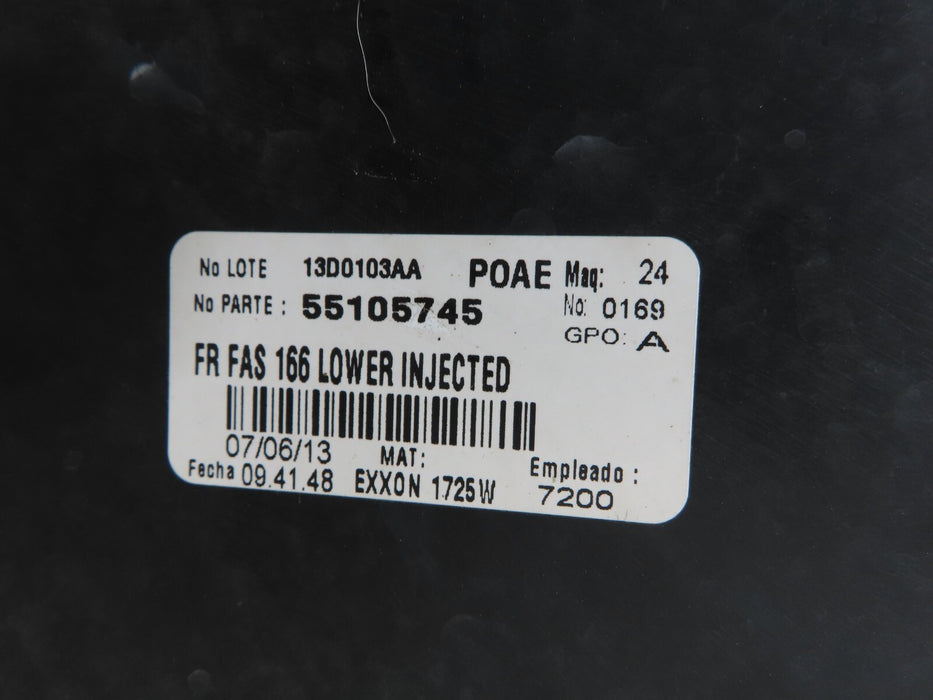 No LOTE 13D0103AA POAE Maq: 24
No PARTE : 55105745 No: 0169
GPO: A
FR FAS 166 LOWER INJECTED
07/06/13 MAT: Empleado :
Fecha 09.41.48 EXXON 1725W 7200